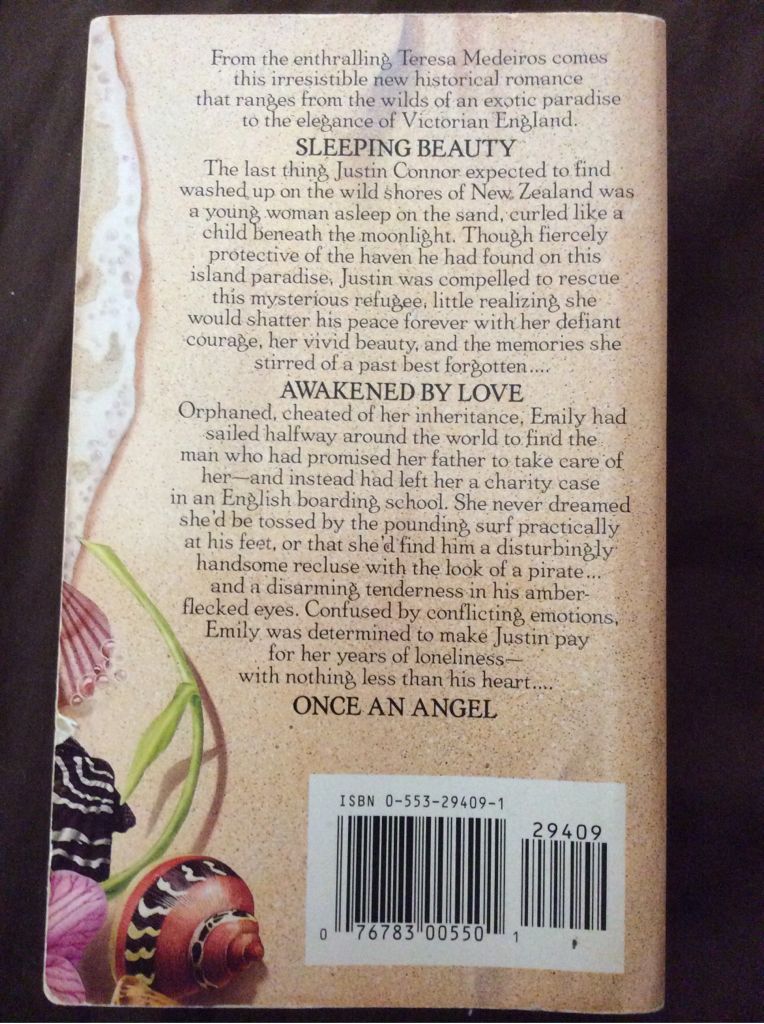 From the enthralling Teresa Medeiros comes
this irresistible new historical romance
that ranges from the wilds of an exotic paradise
to the elegance of Victorian England.
SLEEPING BEAUTY
The last thing Justin Connor expected to find
washed up on the wild shores of New Zealand was
a young woman asleep on the sand, curled like a
child beneath the moonlight. Though fiercely
protective of the haven he had found on this
island paradise, Justin was compelled to rescue
this mysterious refugee, little realizing she
would shatter his peace forever with her defiant
courage, her vivid beauty, and the memories she
stirred of a past best forgotten....
AWAKENED BY LOVE
Orphaned, cheated of her inheritance, Emily had
sailed halfway around the world to find the
man who had promised her father to take care of
her—and instead had left her a charity case
in an English boarding school. She never dreamed
she'd be tossed by the pounding surf practically
at his feet, or that she'd find him a disturbingly
handsome recluse with the look of a pirate...
and a disarming tenderness in his amber-
flecked eyes. Confused by conflicting emotions,
Emily was determined to make Justin pay
for her years of loneliness—
with nothing less than his heart....
ONCE AN ANGEL
ISBN 0-553-29409-1
29409
0 76783 00550 1